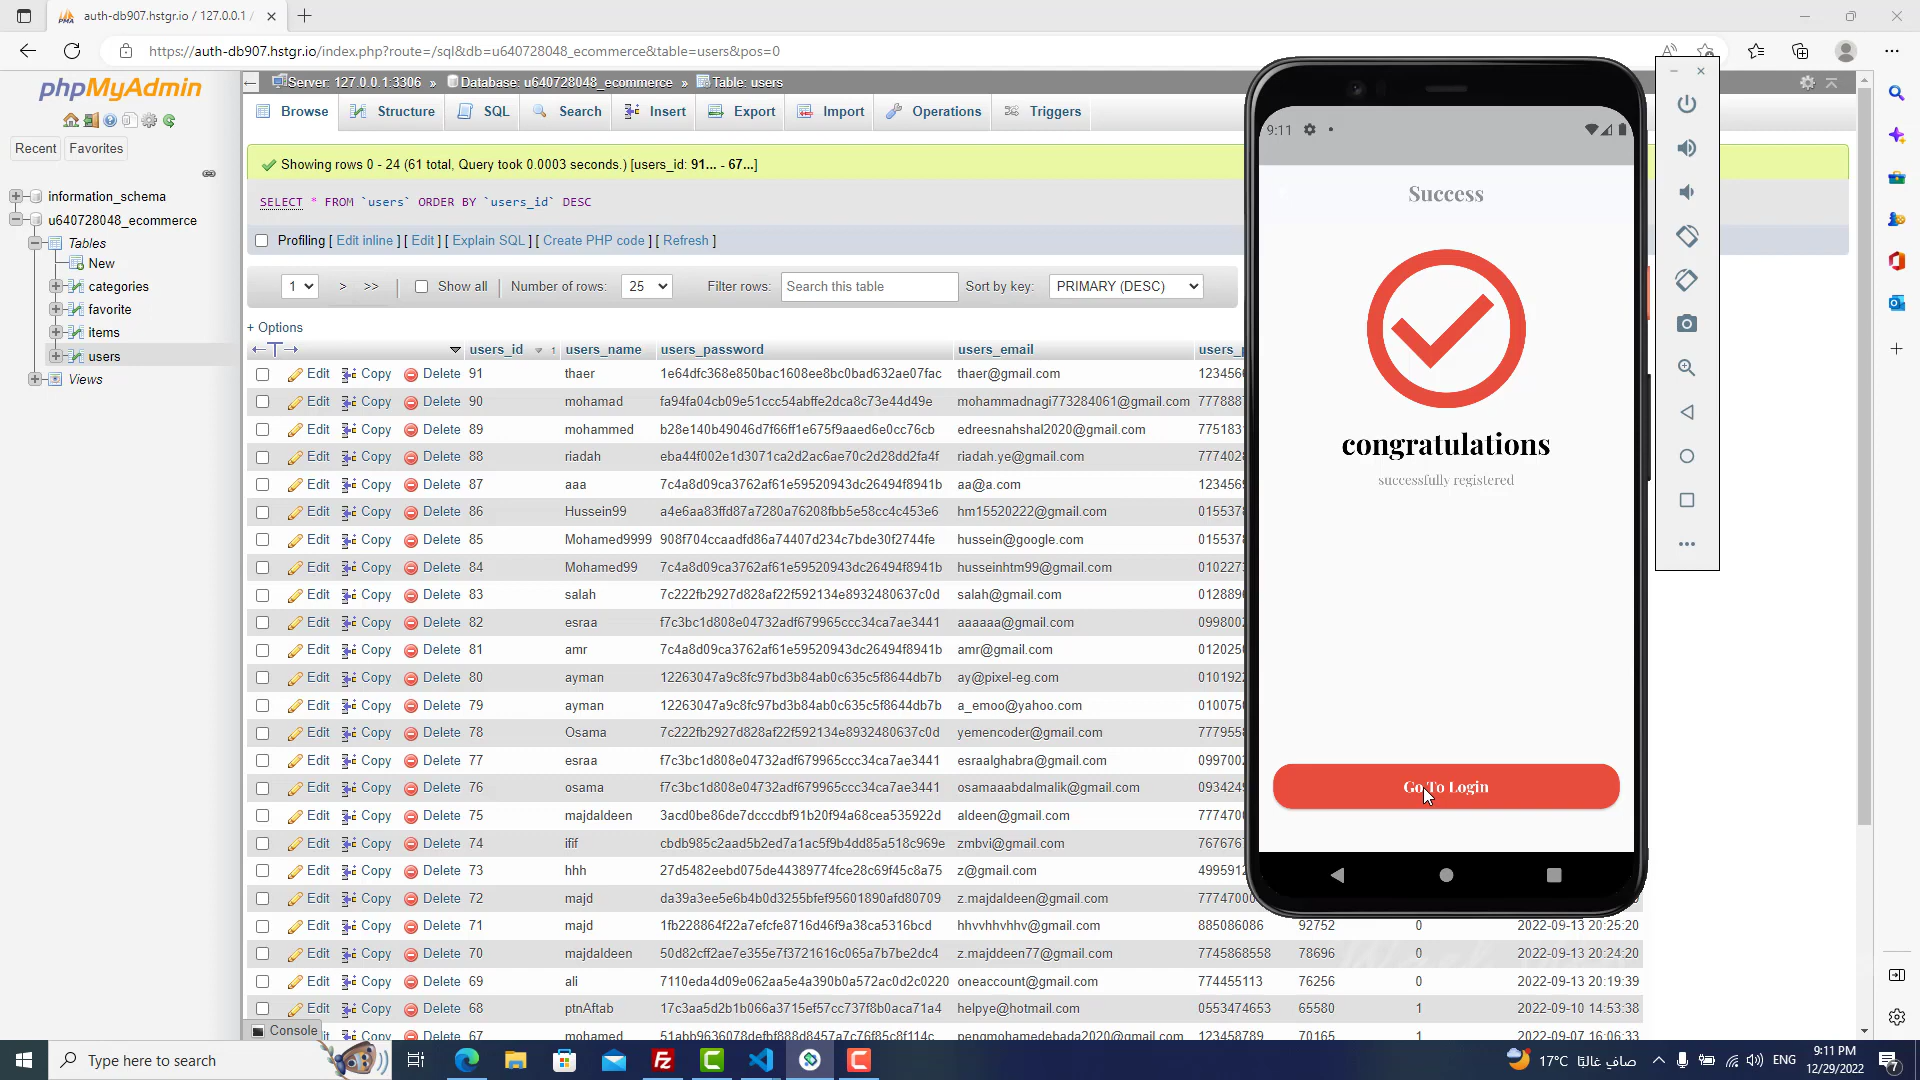 auth-db907.hstgr.io / 127.0.0.1
https://auth-db907.hstgr.io/index.php?route=/sql&db=u640728048_ecommerce&table=users&pos=0
phpMyAdmin
Recent Favorites
information_schema
u640728048_ecommerce
Tables
New
categories
favorite
items
users
Views
Server: 127.0.0.1:3306 » Database: u640728048_ecommerce » Table: users
Browse Structure SQL Search Insert Export Import Operations Triggers
Showing rows 0 - 24 (61 total, Query took 0.0003 seconds.) [users_id: 91... - 67...]
SELECT * FROM `users` ORDER BY `users_id` DESC
Profiling [ Edit inline ] [ Edit ] [ Explain SQL ] [ Create PHP code ] [ Refresh ]
1 > >> Show all Number of rows: 25 Filter rows: Search this table Sort by key: PRIMARY (DESC)
+ Options
users_id 1 users_name users_password users_email
Edit Copy Delete 91 thaer 1e64dfc368e850bac1608ee8bc0bad632ae07fac thaer@gmail.com
Edit Copy Delete 90 mohamad fa94fa04cb09e51ccc54abffe2dca8c73e44d49e mohammadnagi773284061@gmail.com
Edit Copy Delete 89 mohammed b28e140b49046d7f66ff1e675f9aaed6e0cc76cb edreesnahshal2020@gmail.com
Edit Copy Delete 88 riadah eba44f002e1d3071ca2d2ac6ae70c2d28dd2fa4f riadah.ye@gmail.com
Edit Copy Delete 87 aaa 7c4a8d09ca3762af61e59520943dc26494f8941b aa@a.com
Edit Copy Delete 86 Hussein99 a4e6aa83ffd87a7280a76208fbb5e58cc4c453e6 hm15520222@gmail.com
Edit Copy Delete 85 Mohamed9999 908f704ccaadfd86a74407d234c7bde30f2744fe hussein@google.com
Edit Copy Delete 84 Mohamed99 7c4a8d09ca3762af61e59520943dc26494f8941b husseinhtm99@gmail.com
Edit Copy Delete 83 salah 7c222fb2927d828af22f592134e8932480637c0d salah@gmail.com
Edit Copy Delete 82 esraa f7c3bc1d808e04732adf679965ccc34ca7ae3441 aaaaaa@gmail.com
Edit Copy Delete 81 amr 7c4a8d09ca3762af61e59520943dc26494f8941b amr@gmail.com
Edit Copy Delete 80 ayman 12263047a9c8fc97bd3b84ab0c635c5f8644db7b ay@pixel-eg.com
Edit Copy Delete 79 ayman 12263047a9c8fc97bd3b84ab0c635c5f8644db7b a_emoo@yahoo.com
Edit Copy Delete 78 Osama 7c222fb2927d828af22f592134e8932480637c0d yemencoder@gmail.com
Edit Copy Delete 77 esraa f7c3bc1d808e04732adf679965ccc34ca7ae3441 esraalghabra@gmail.com
Edit Copy Delete 76 osama f7c3bc1d808e04732adf679965ccc34ca7ae3441 osamaaabdalmalik@gmail.com
Edit Copy Delete 75 majdaldeen 3acd0be86de7dcccdbf91b20f94a68cea535922d aldeen@gmail.com
Edit Copy Delete 74 ifif cbdb985c2aad5b2ed7a1ac5f9b4dd85a518c969e zmbvi@gmail.com
Edit Copy Delete 73 hhh 27d5482eebd075de44389774fce28c69f45c8a75 z@gmail.com
Edit Copy Delete 72 majd da39a3ee5e6b4b0d3255bfef95601890afd80709 z.majdaldeen@gmail.com
Edit Copy Delete 71 majd 1fb228864f22a7efcfe8716d46f9a38ca5316bcd hhvvhhvhhv@gmail.com 885086086 92752 0 2022-09-13 20:25:20
Edit Copy Delete 70 majdaldeen 50d82cff2ae7e355e7f3721616c065a7b7be2dc4 z.majddeen77@gmail.com 7745868558 78696 0 2022-09-13 20:24:20
Edit Copy Delete 69 ali 7110eda4d09e062aa5e4a390b0a572ac0d2c0220 oneaccount@gmail.com 774455113 76256 0 2022-09-13 20:19:39
Edit Copy Delete 68 ptnAftab 17c3aa5d2b1b066a3715ef57cc737f8b0aca71a4 helpye@hotmail.com 0553474653 65580 1 2022-09-10 14:53:38
Edit Copy Delete 67 mohamed 51abb9636078defbf888d8457a7c76f85c8f114c pengmohamedebada2020@gmail.com 123458789 70165 1 2022-09-07 16:06:33
Console
9:11
Success
congratulations
successfully registered
Go To Login
Type here to search
17°C صافٍ غالبًا
ENG
9:11 PM
12/29/2022
7